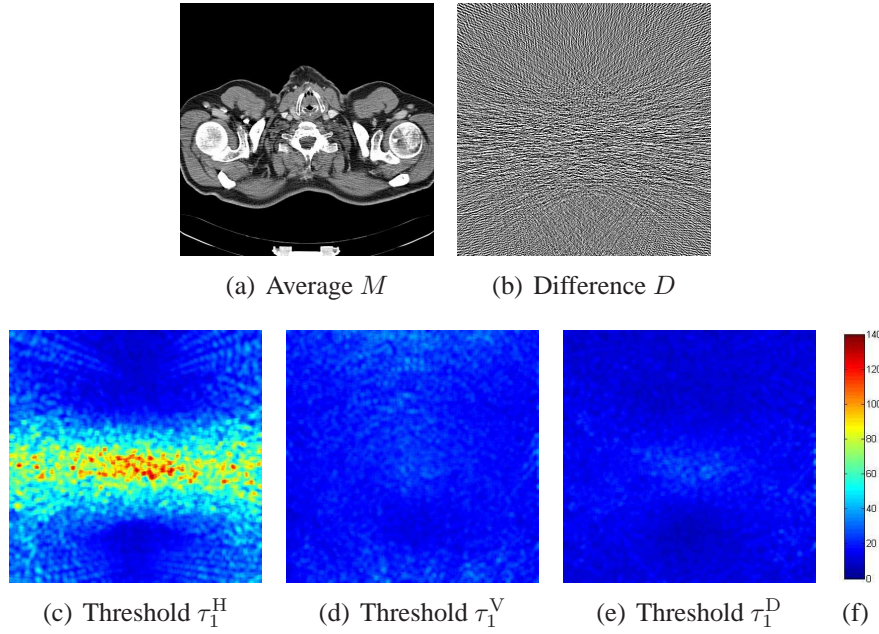 (a) Average M
(b) Difference D
140
120
100
80
60
40
20
0
(c) Threshold τ₁ᴴ
(d) Threshold τ₁ⱽ
(e) Threshold τ₁ᴰ
(f)